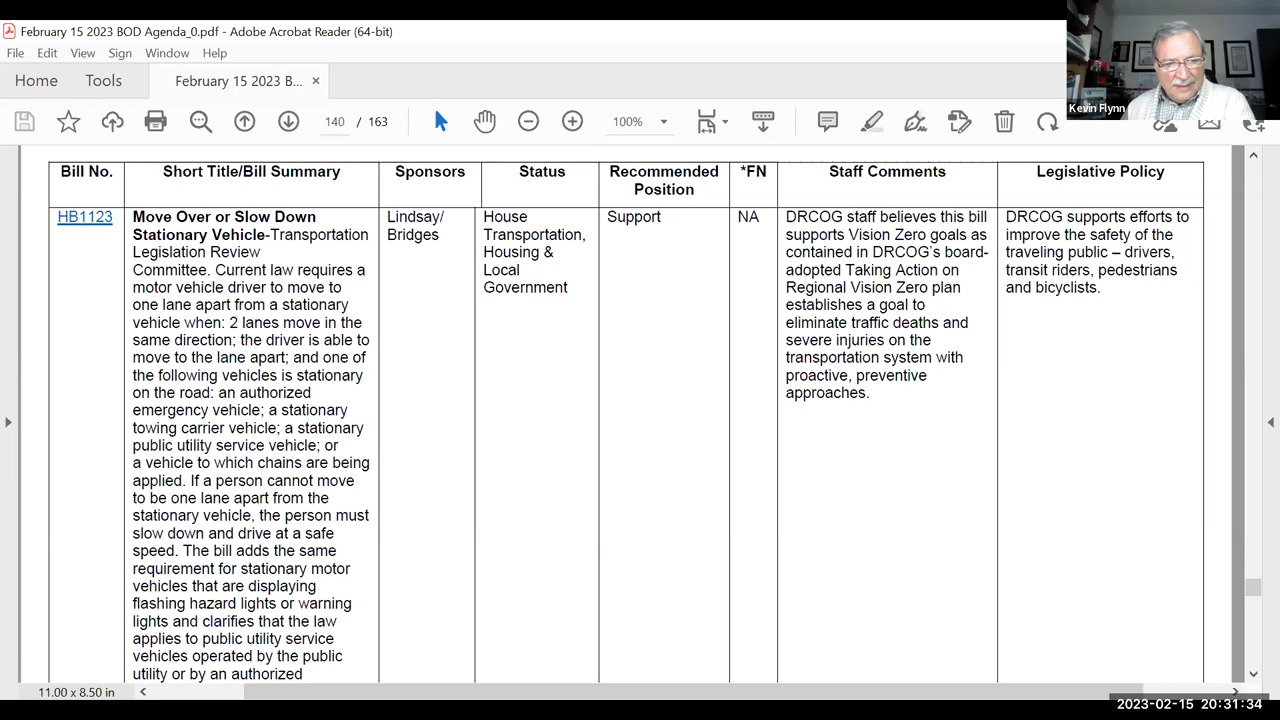 February 15 2023 BOD Agenda_0.pdf - Adobe Acrobat Reader (64-bit)
File Edit View Sign Window Help
Home Tools February 15 2023 B... ×
140 / 163 100%
Kevin Flynn
Bill No. Short Title/Bill Summary Sponsors Status Recommended Position *FN Staff Comments Legislative Policy
HB1123
Move Over or Slow Down
Stationary Vehicle-Transportation
Legislation Review
Committee. Current law requires a
motor vehicle driver to move to
one lane apart from a stationary
vehicle when: 2 lanes move in the
same direction; the driver is able to
move to the lane apart; and one of
the following vehicles is stationary
on the road: an authorized
emergency vehicle; a stationary
towing carrier vehicle; a stationary
public utility service vehicle; or
a vehicle to which chains are being
applied. If a person cannot move
to be one lane apart from the
stationary vehicle, the person must
slow down and drive at a safe
speed. The bill adds the same
requirement for stationary motor
vehicles that are displaying
flashing hazard lights or warning
lights and clarifies that the law
applies to public utility service
vehicles operated by the public
utility or by an authorized
Lindsay/
Bridges
House
Transportation,
Housing &
Local
Government
Support
NA
DRCOG staff believes this bill
supports Vision Zero goals as
contained in DRCOG's board-
adopted Taking Action on
Regional Vision Zero plan
establishes a goal to
eliminate traffic deaths and
severe injuries on the
transportation system with
proactive, preventive
approaches.
DRCOG supports efforts to
improve the safety of the
traveling public – drivers,
transit riders, pedestrians
and bicyclists.
11.00 x 8.50 in
2023-02-15 20:31:34